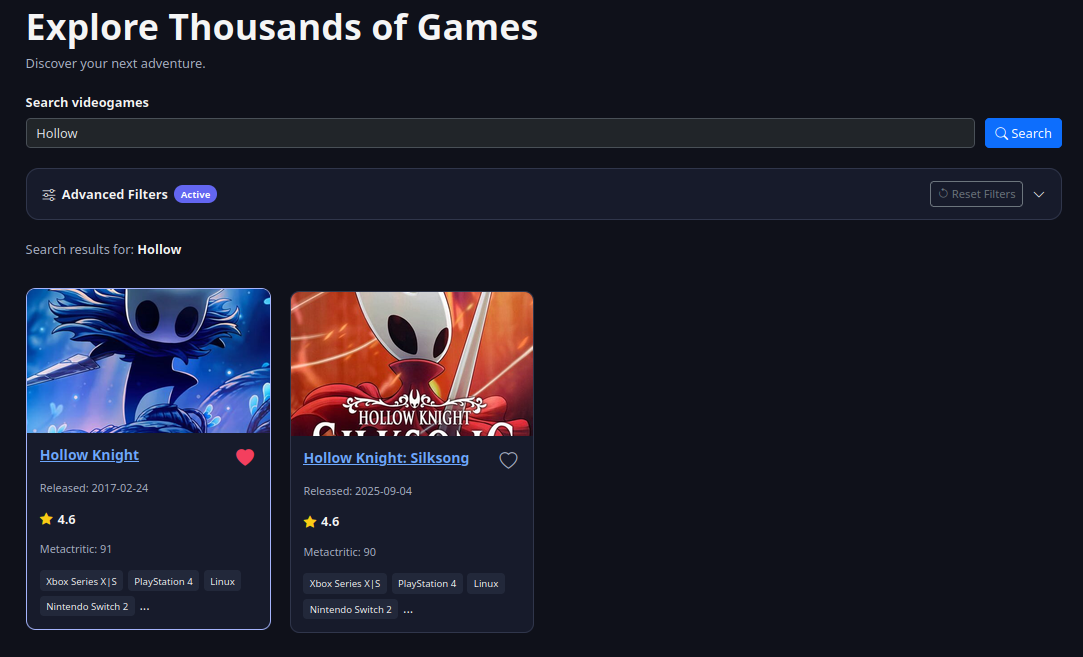 Explore Thousands of Games
Discover your next adventure.
Search videogames
Hollow
Search
Advanced Filters Active
Reset Filters
Search results for: Hollow
HOLLOW KNIGHT
SILKSONG
Hollow Knight
Released: 2017-02-24
4.6
Metactritic: 91
Xbox Series X|S PlayStation 4 Linux
Nintendo Switch 2 ...
Hollow Knight: Silksong
Released: 2025-09-04
4.6
Metactritic: 90
Xbox Series X|S PlayStation 4 Linux
Nintendo Switch 2 ...